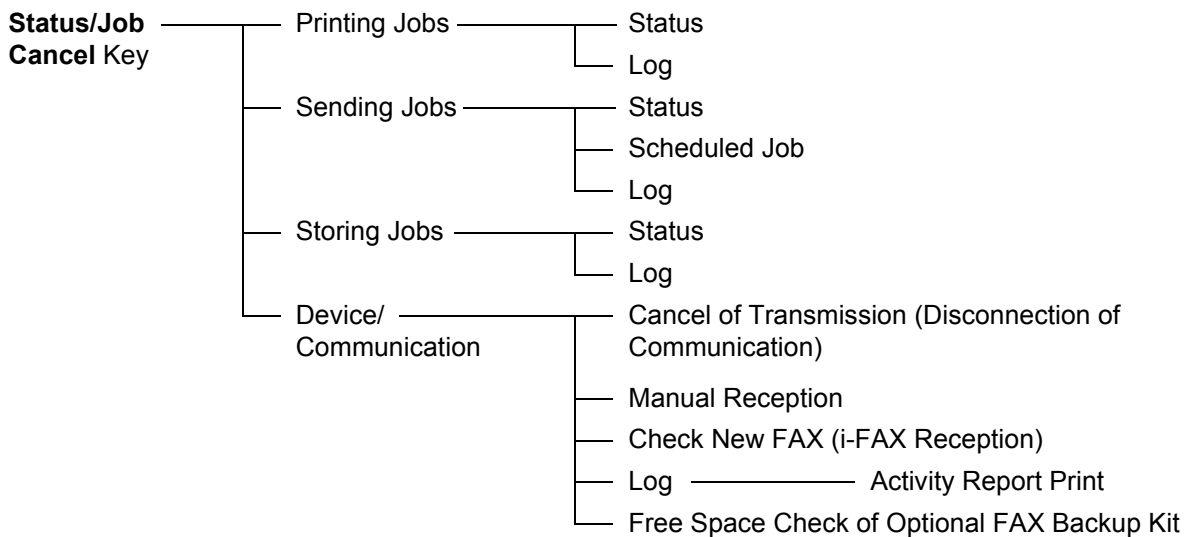 Status/Job
Cancel Key
Printing Jobs
Status
Log
Sending Jobs
Status
Scheduled Job
Log
Storing Jobs
Status
Log
Device/
Communication
Cancel of Transmission (Disconnection of
Communication)
Manual Reception
Check New FAX (i-FAX Reception)
Log
Activity Report Print
Free Space Check of Optional FAX Backup Kit